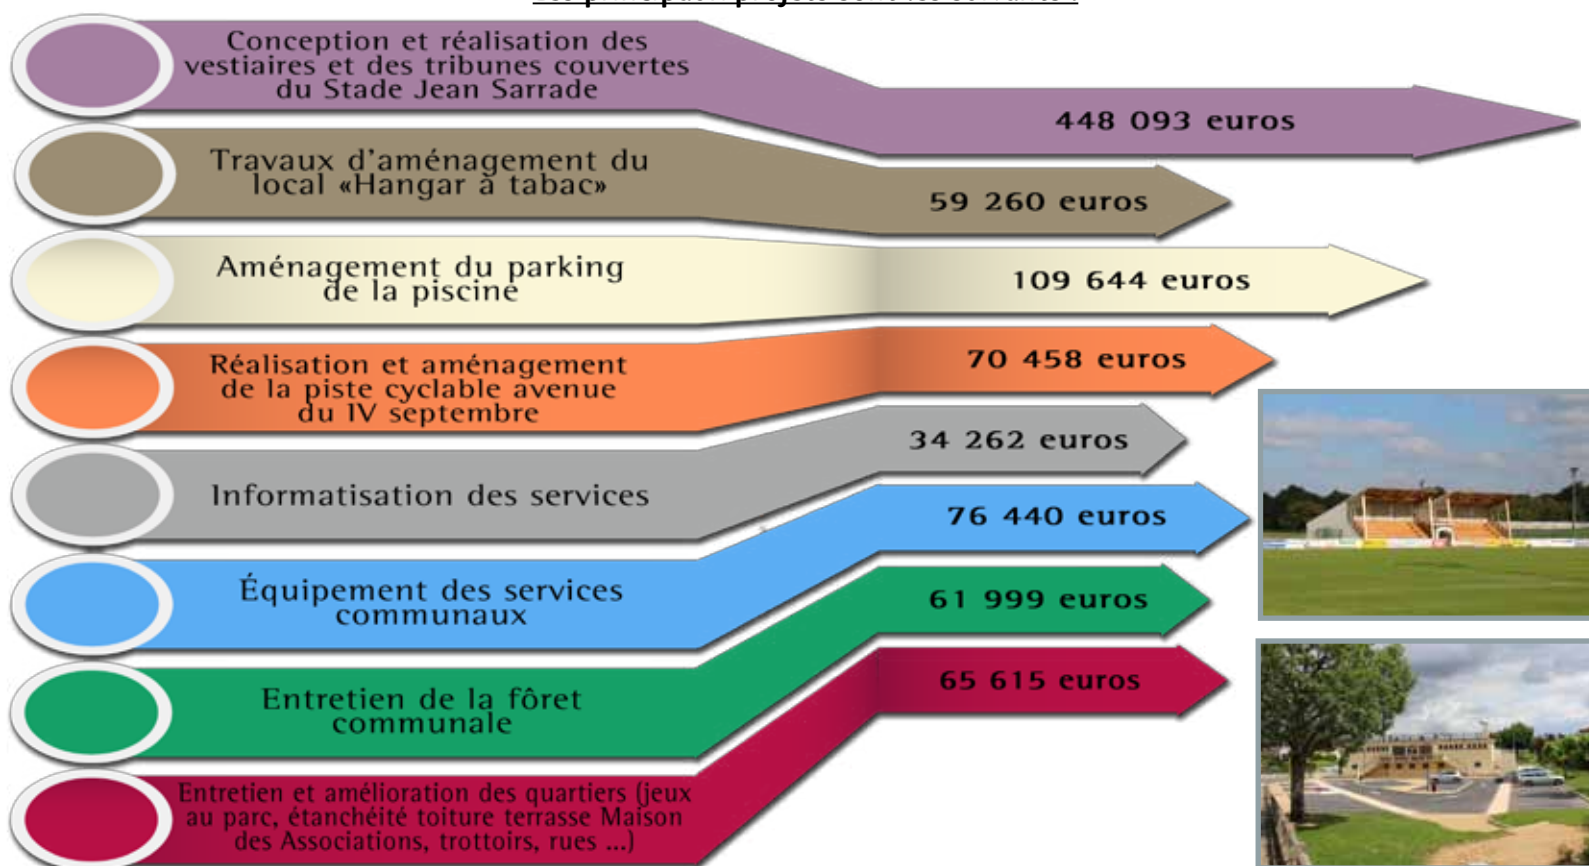 Conception et réalisation des
vestiaires et des tribunes couvertes
du Stade Jean Sarrade
448 093 euros
Travaux d'aménagement du
local «Hangar à tabac»
59 260 euros
Aménagement du parking
de la piscine
109 644 euros
Réalisation et aménagement
de la piste cyclable avenue
du IV septembre
70 458 euros
Informatisation des services
34 262 euros
Équipement des services
communaux
76 440 euros
Entretien de la fôret
communale
61 999 euros
Entretien et amélioration des quartiers (jeux
au parc, étanchéité toiture terrasse Maison
des Associations, trottoirs, rues ...)
65 615 euros